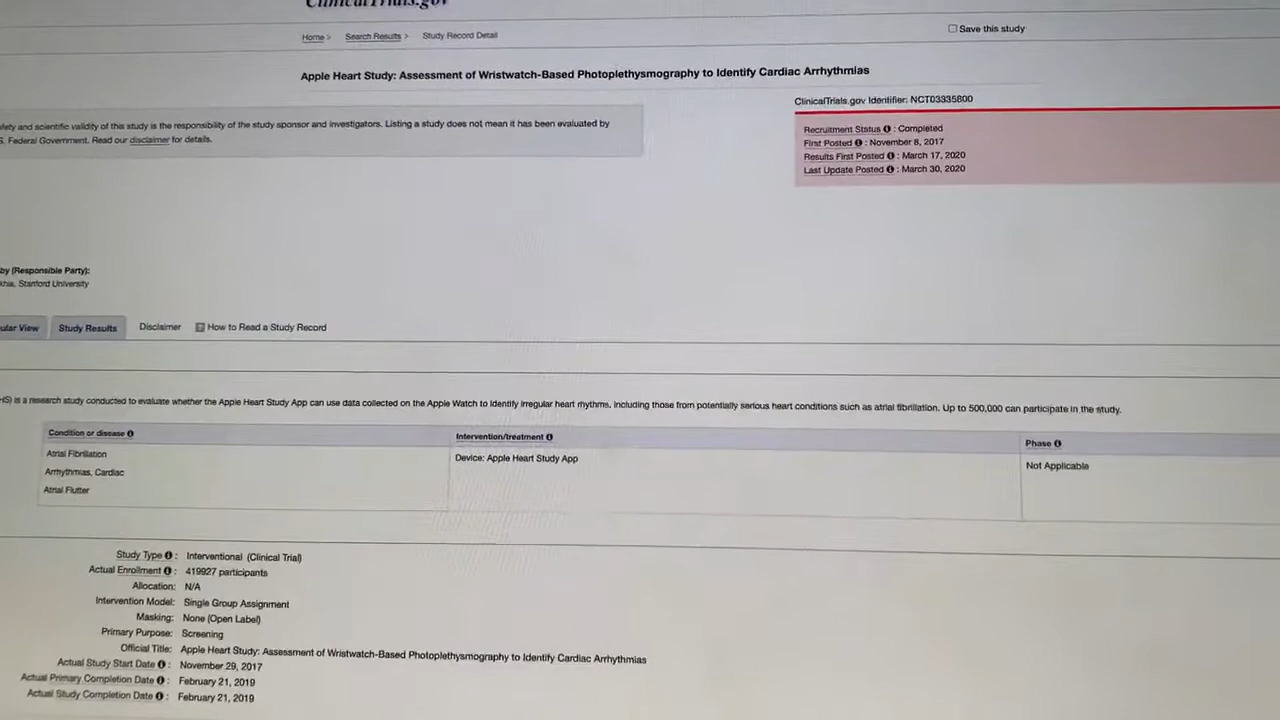 ClinicalTrials.gov
Home > Search Results > Study Record Detail
Save this study
Apple Heart Study: Assessment of Wristwatch-Based Photoplethysmography to Identify Cardiac Arrhythmias
ClinicalTrials.gov Identifier: NCT03335800
Recruitment Status : Completed
First Posted : November 8, 2017
Results First Posted : March 17, 2020
Last Update Posted : March 30, 2020
and scientific validity of this study is the responsibility of the study sponsor and investigators. Listing a study does not mean it has been evaluated by
S. Federal Government. Read our disclaimer for details.
by (Responsible Party):
Stanford University
View
Study Results
Disclaimer
How to Read a Study Record
is a research study conducted to evaluate whether the Apple Heart Study App can use data collected on the Apple Watch to identify irregular heart rhythms, including those from potentially serious heart conditions such as atrial fibrillation. Up to 500,000 can participate in the study.
Condition or disease
Intervention/treatment
Phase
Atrial Fibrillation
Arrhythmias, Cardiac
Atrial Flutter
Device: Apple Heart Study App
Not Applicable
Study Type : Interventional (Clinical Trial)
Actual Enrollment : 419927 participants
Allocation: N/A
Intervention Model: Single Group Assignment
Masking: None (Open Label)
Primary Purpose: Screening
Official Title: Apple Heart Study: Assessment of Wristwatch-Based Photoplethysmography to Identify Cardiac Arrhythmias
Actual Study Start Date : November 29, 2017
Actual Primary Completion Date : February 21, 2019
Actual Study Completion Date : February 21, 2019